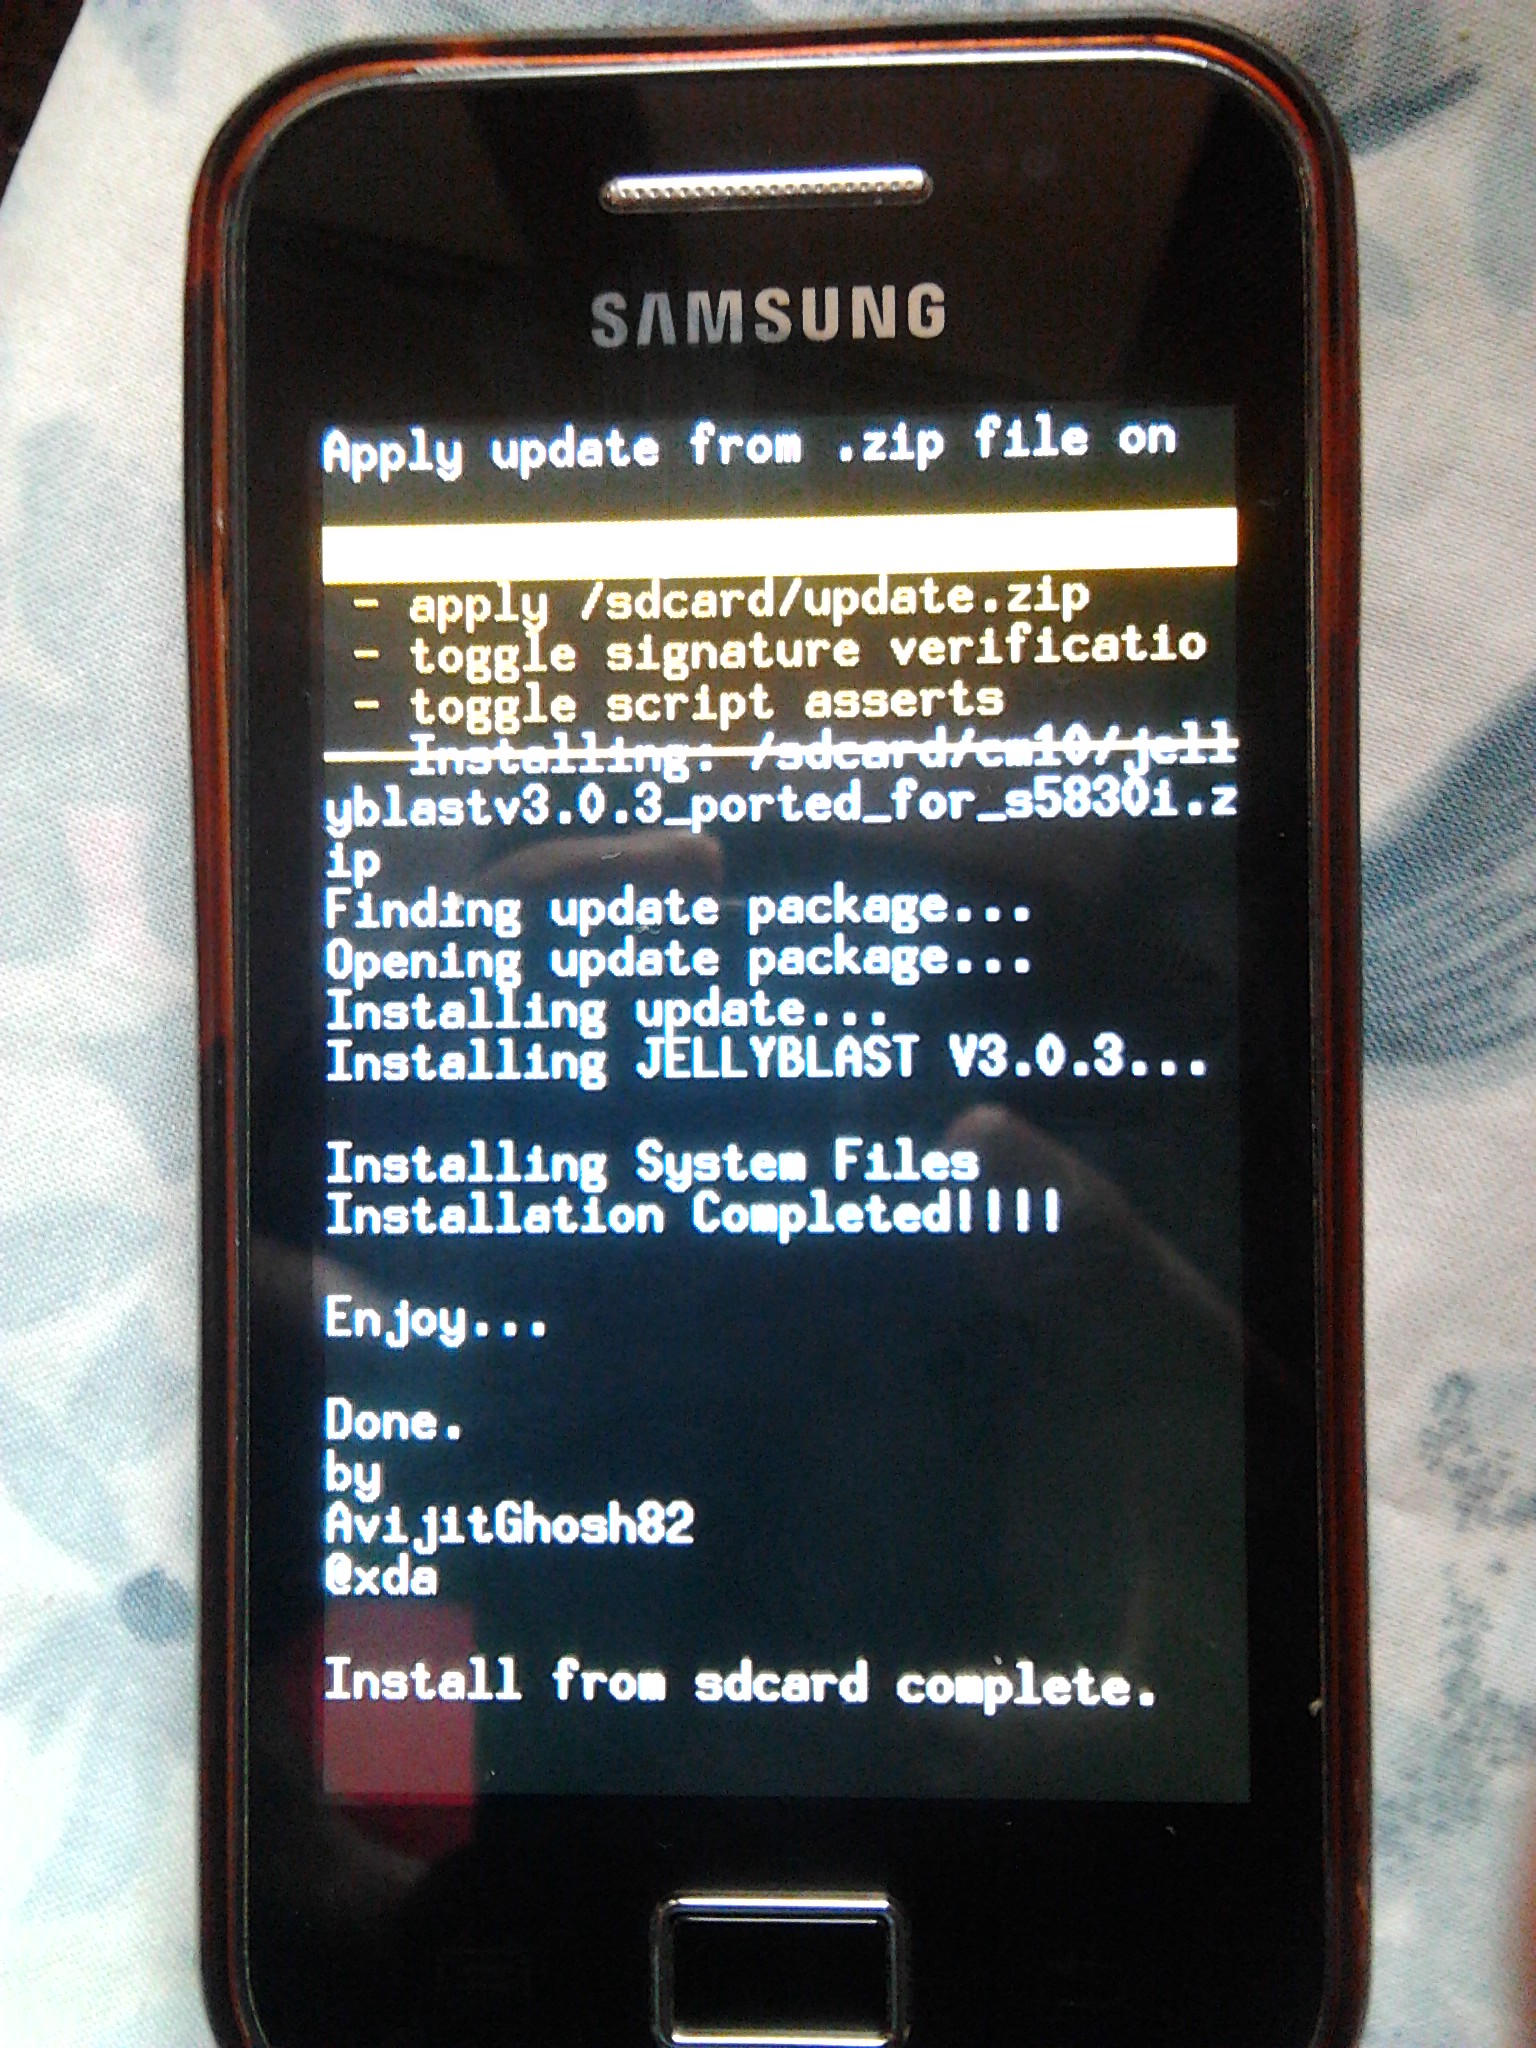 SAMSUNG
Apply update from .zip file on
- apply /sdcard/update.zip
- toggle signature verificatio
- toggle script asserts
Installing: /sdcard/cm10/jell
yblastv3.0.3_ported_for_s5830i.z
ip
Finding update package...
Opening update package...
Installing update...
Installing JELLYBLAST V3.0.3...
Installing System Files
Installation Completed||||
Enjoy...
Done.
by
AvijitGhosh82
@xda
Install from sdcard complete.